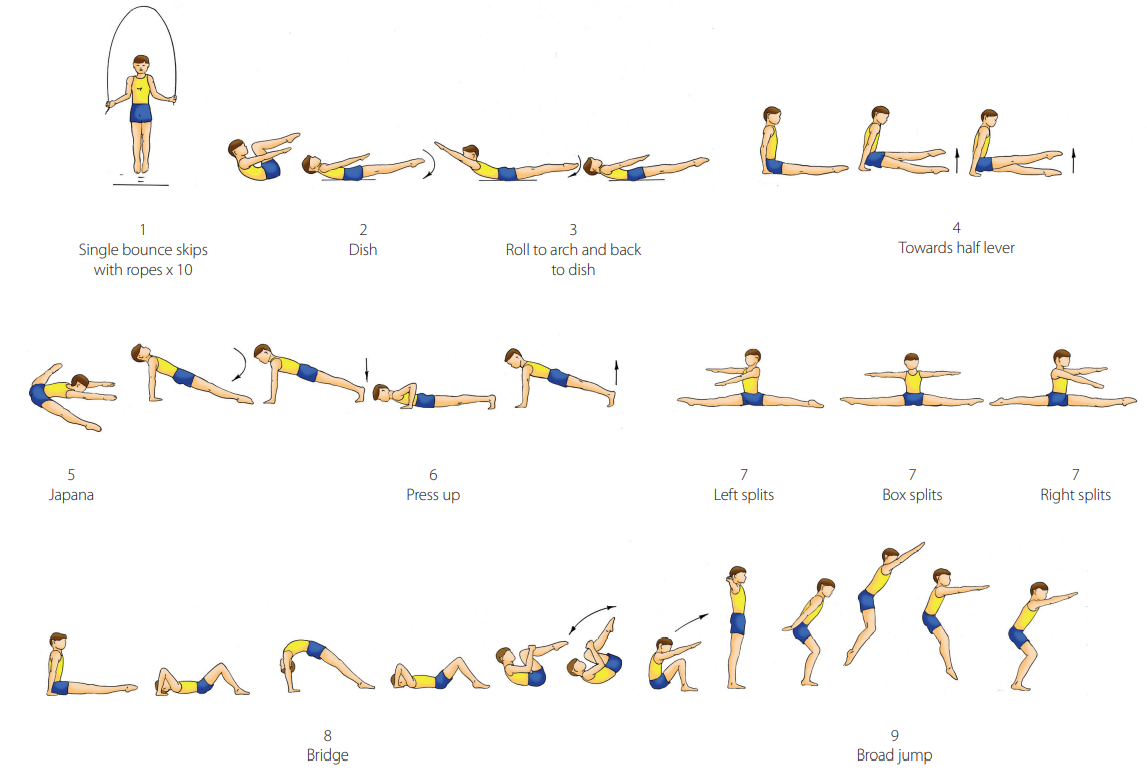 1
Single bounce skips
with ropes x 10
2
Dish
3
Roll to arch and back
to dish
4
Towards half lever
5
Japana
6
Press up
7
Left splits
7
Box splits
7
Right splits
8
Bridge
9
Broad jump